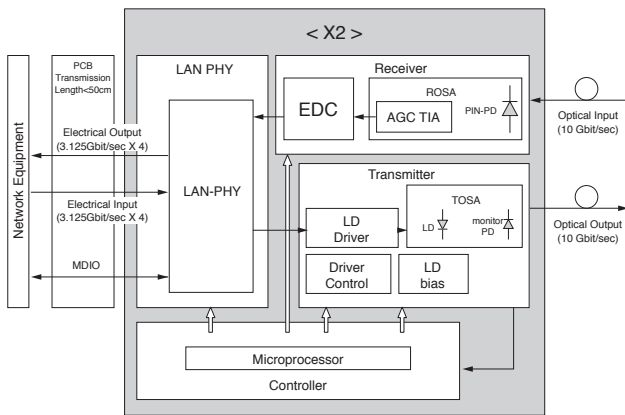 < X2 >
PCB
Transmission
Length<50cm
LAN PHY
Receiver
ROSA
EDC
AGC TIA
PIN-PD
Optical Input
(10 Gbit/sec)
Network Equipment
Electrical Output
(3.125Gbit/sec X 4)
LAN-PHY
Electrical Input
(3.125Gbit/sec X 4)
MDIO
Transmitter
TOSA
LD
Driver
LD
monitor
PD
Optical Output
(10 Gbit/sec)
Driver
Control
LD
bias
Microprocessor
Controller